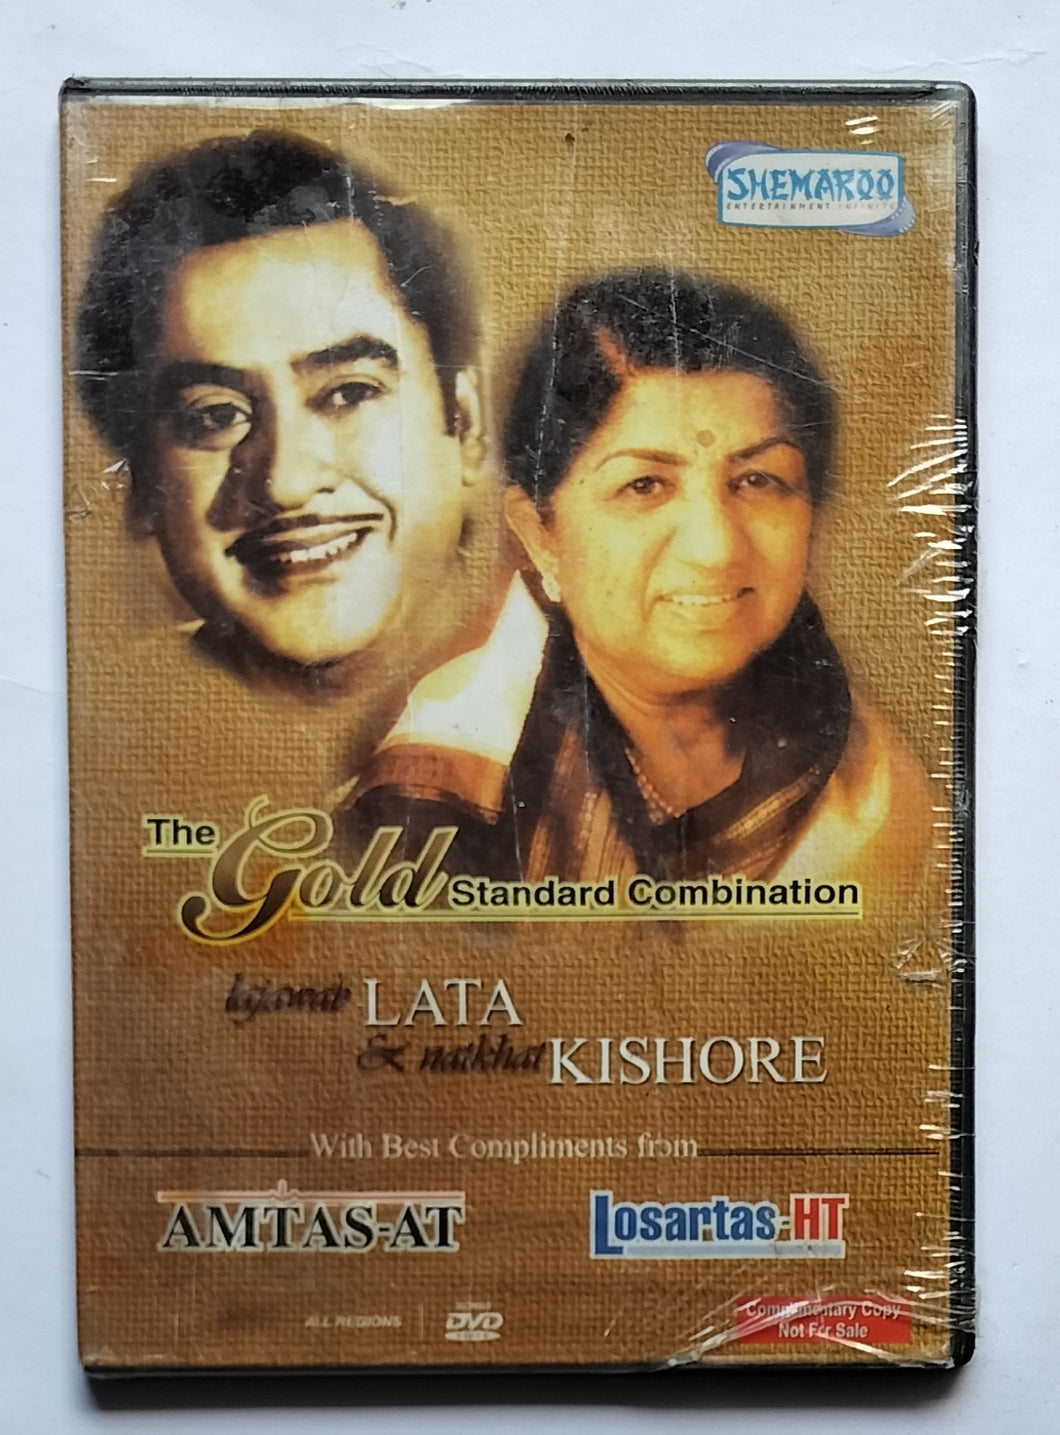 SHEMAROO
ENTERTAINMENT INFINITE
The Gold Standard Combination
lajawab LATA
& natkhat KISHORE
With Best Compliments from
AMTAS-AT
Losartas-HT
ALL REGIONS
DVD
Complimentary Copy
Not For Sale